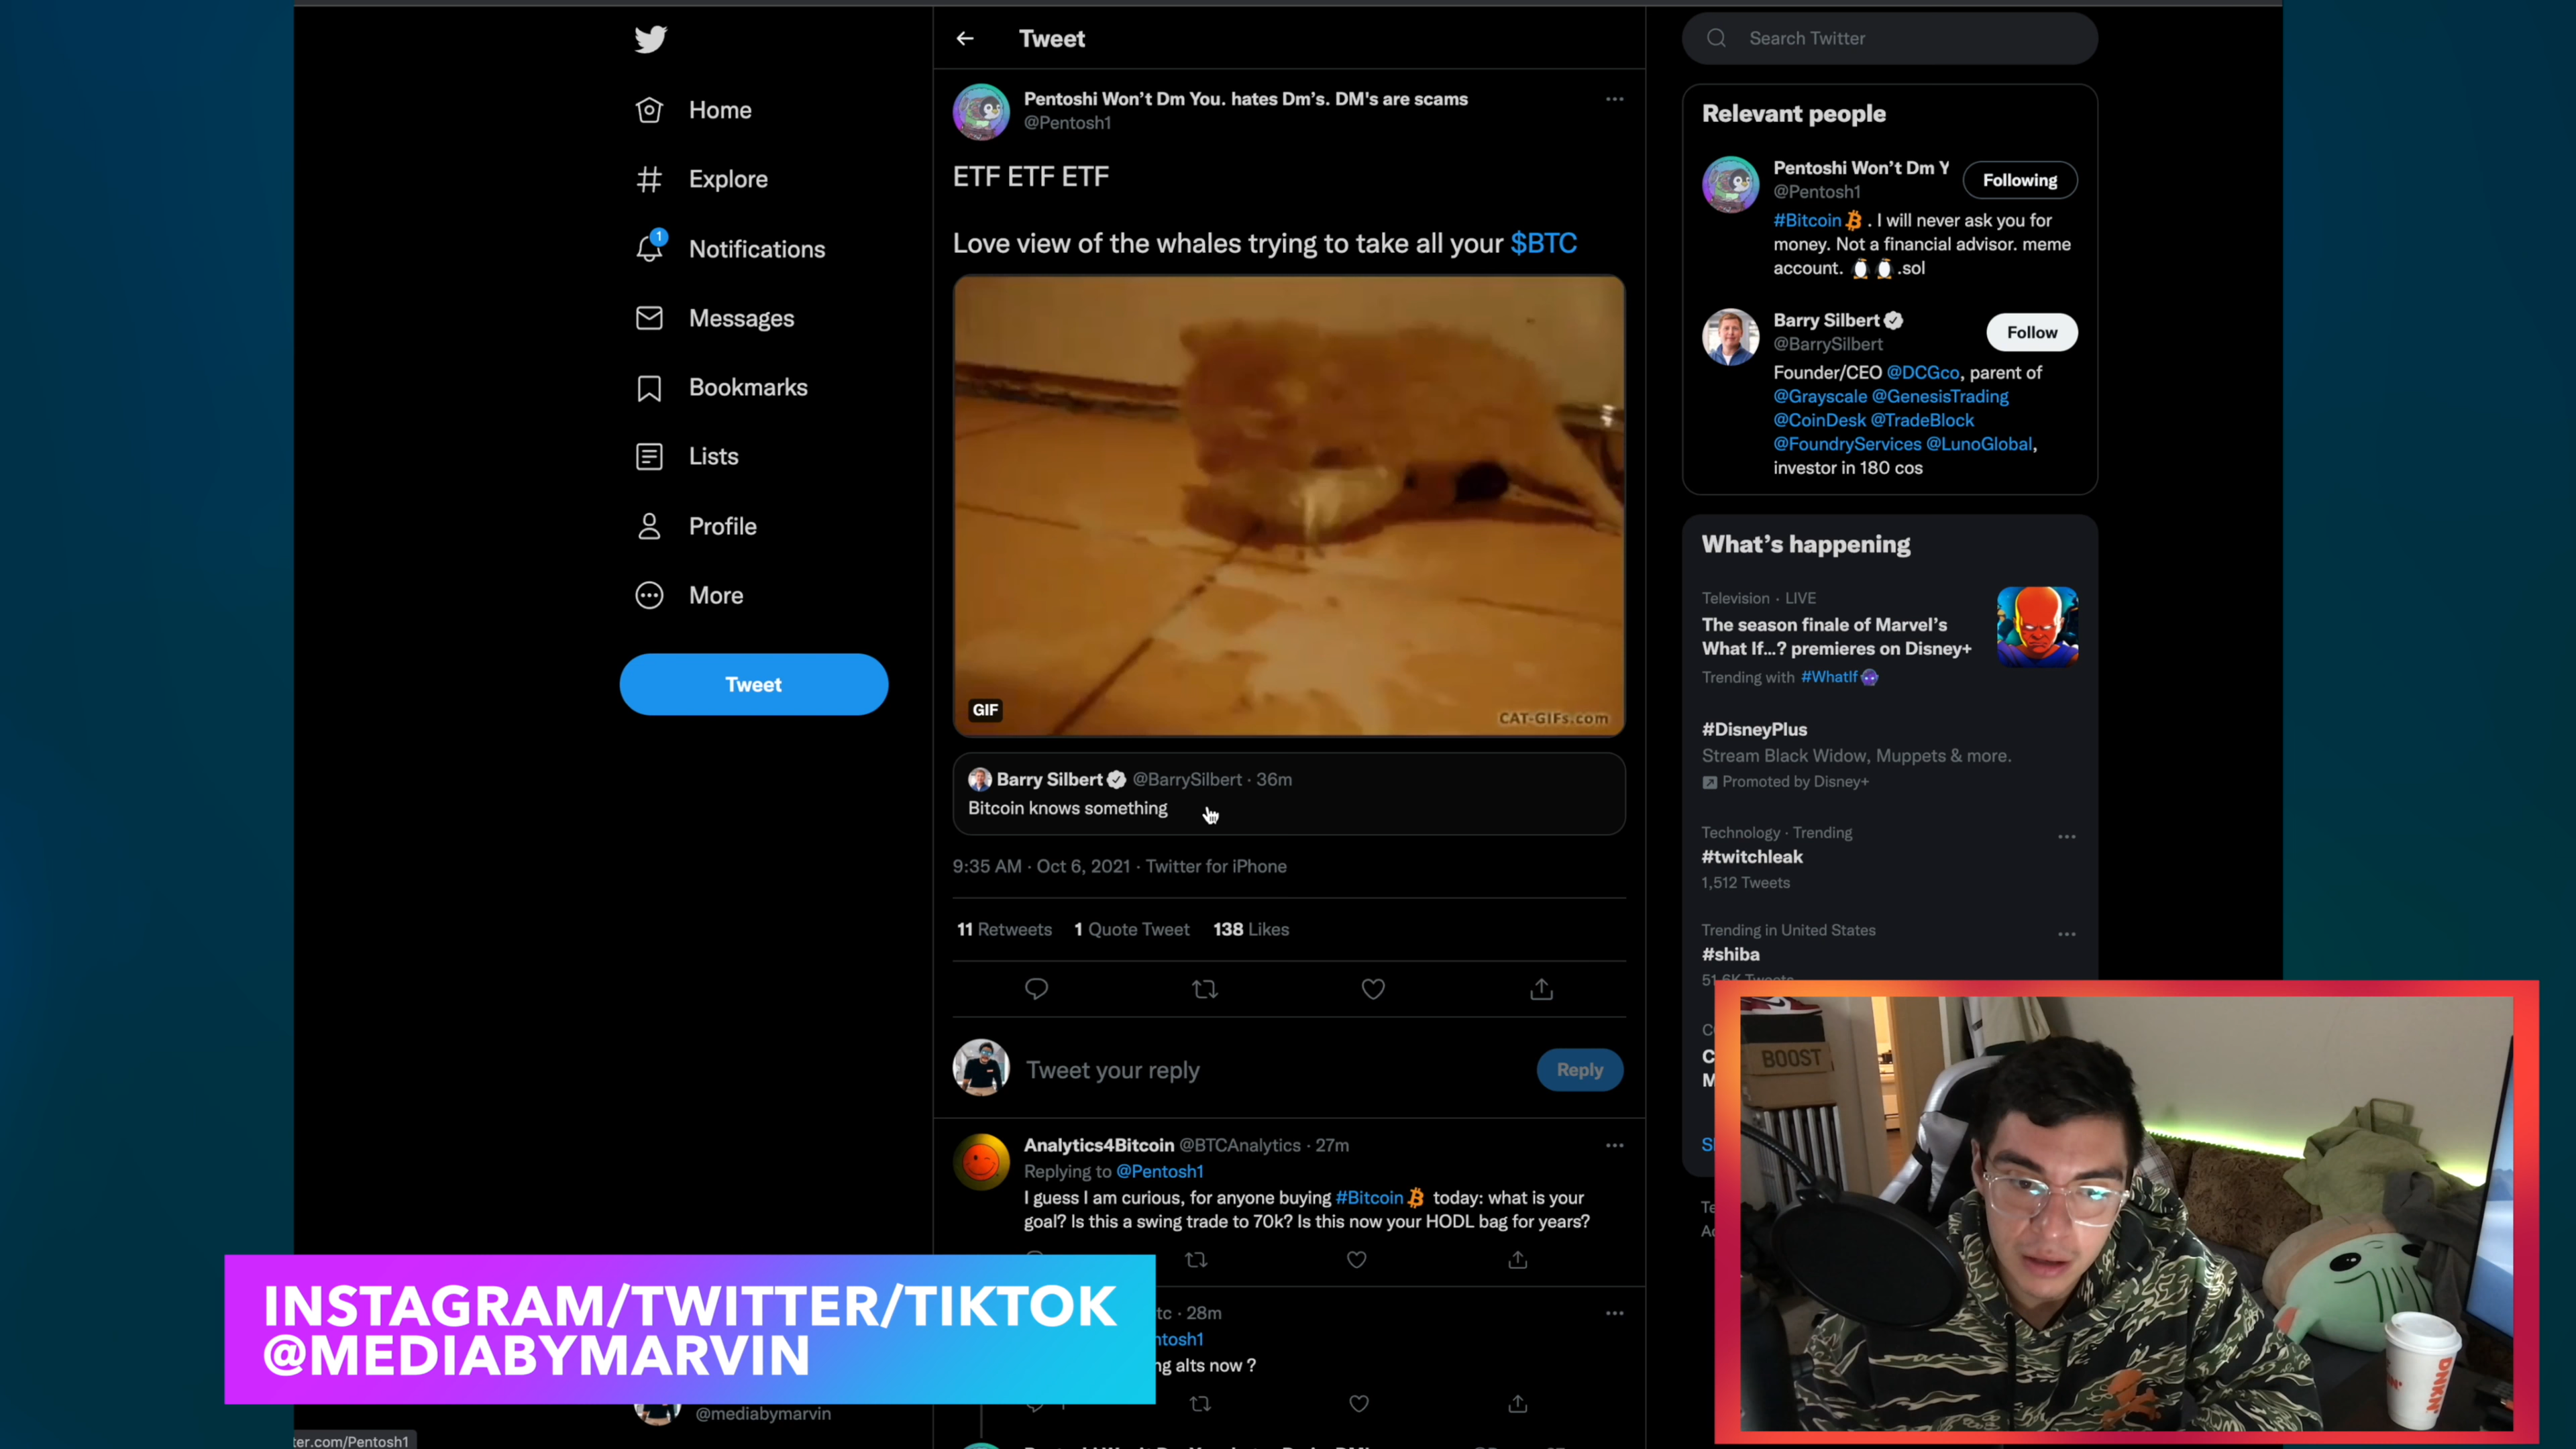 Home
Explore
1
Notifications
Messages
Bookmarks
Lists
Profile
More
Tweet
Tweet
Pentoshi Won’t Dm You. hates Dm's. DM's are scams
@Pentosh1
ETF ETF ETF
Love view of the whales trying to take all your $BTC
GIF
CAT-GIFs.com
Barry Silbert @BarrySilbert · 36m
Bitcoin knows something
9:35 AM · Oct 6, 2021 · Twitter for iPhone
11 Retweets 1 Quote Tweet 138 Likes
Tweet your reply
Reply
Analytics4Bitcoin @BTCAnalytics · 27m
Replying to @Pentosh1
I guess I am curious, for anyone buying #Bitcoin today: what is your
goal? Is this a swing trade to 70k? Is this now your HODL bag for years?
tc · 28m
ntosh1
ng alts now ?
Search Twitter
Relevant people
Pentoshi Won’t Dm Y
Following
@Pentosh1
#Bitcoin . I will never ask you for
money. Not a financial advisor. meme
account. .sol
Barry Silbert
Follow
@BarrySilbert
Founder/CEO @DCGco, parent of
@Grayscale @GenesisTrading
@CoinDesk @TradeBlock
@FoundryServices @LunoGlobal,
investor in 180 cos
What’s happening
Television · LIVE
The season finale of Marvel’s
What If...? premieres on Disney+
Trending with #WhatIf
#DisneyPlus
Stream Black Widow, Muppets & more.
Promoted by Disney+
Technology · Trending
#twitchleak
1,512 Tweets
Trending in United States
#shiba
51.6K Tweets
BOOST
DUNKIN'
INSTAGRAM/TWITTER/TIKTOK
@MEDIABYMARVIN
@mediabymarvin
ter.com/Pentosh1